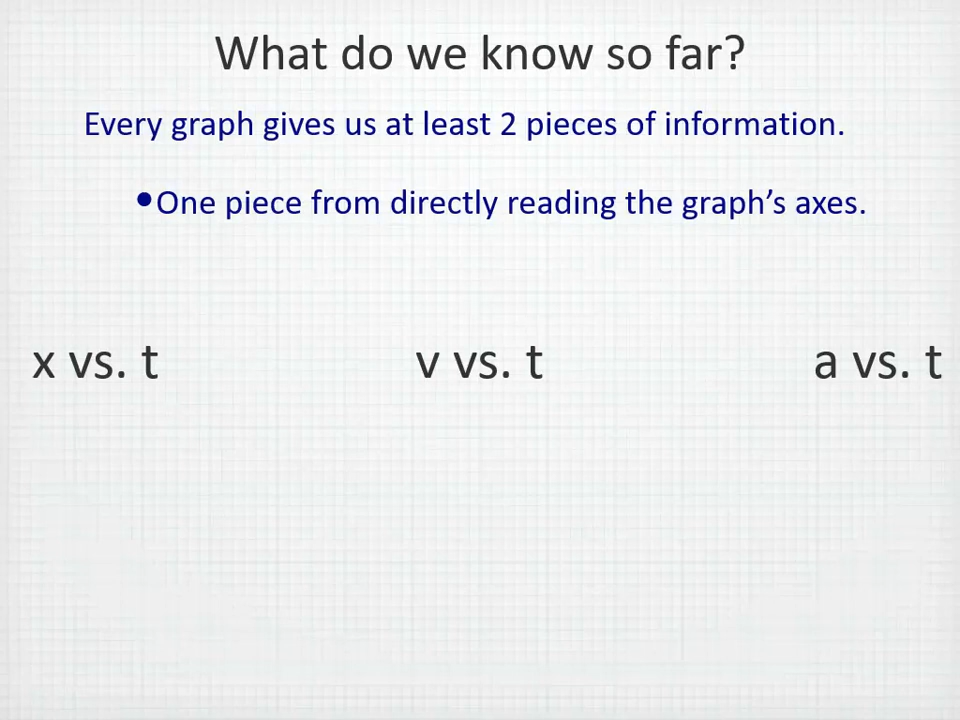 What do we know so far?
Every graph gives us at least 2 pieces of information.
•One piece from directly reading the graph’s axes.
x vs. t v vs. t a vs. t